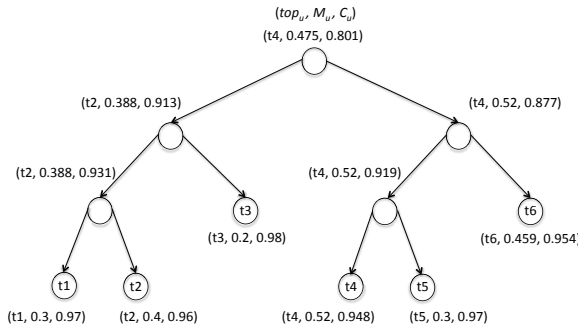 (top_u, M_u, C_u)
(t4, 0.475, 0.801)
(t2, 0.388, 0.913)
(t4, 0.52, 0.877)
(t2, 0.388, 0.931)
(t4, 0.52, 0.919)
t3
t6
(t3, 0.2, 0.98)
(t6, 0.459, 0.954)
t1
t2
t4
t5
(t1, 0.3, 0.97)
(t2, 0.4, 0.96)
(t4, 0.52, 0.948)
(t5, 0.3, 0.97)